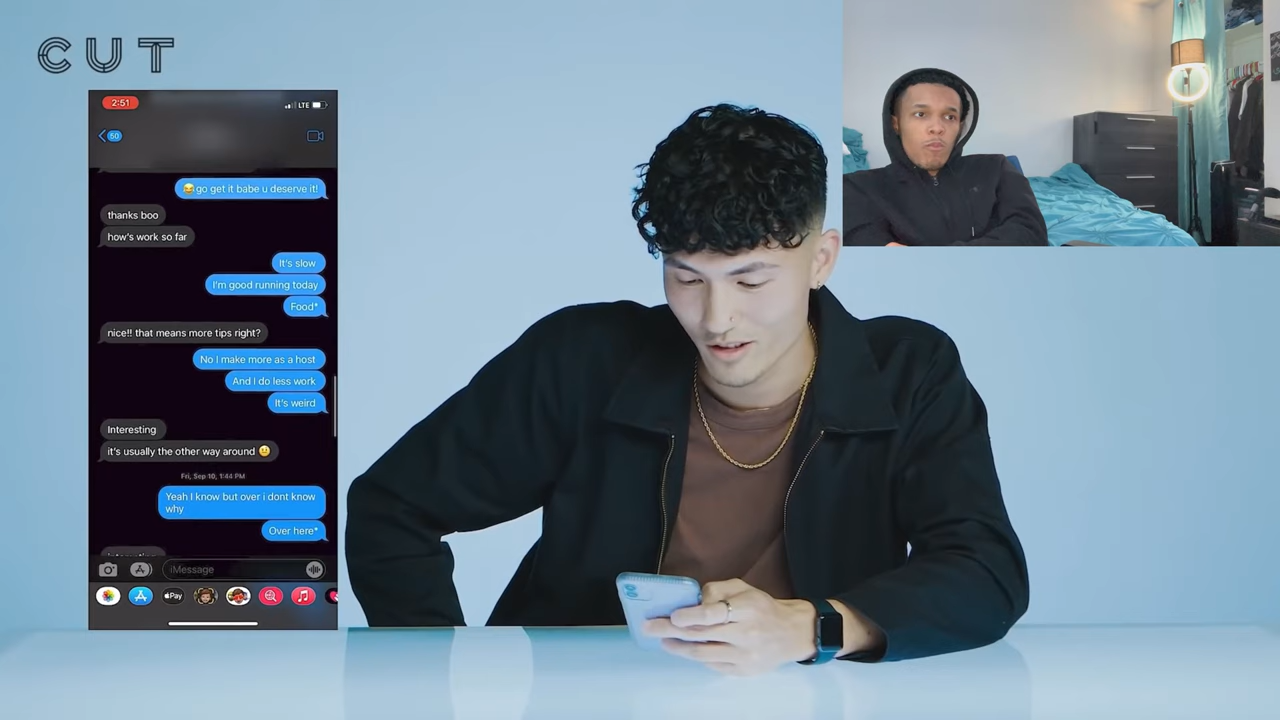 CUT
2:51
LTE
50
😂go get it babe u deserve it!
thanks boo
how's work so far
It's slow
I'm good running today
Food*
nice!! that means more tips right?
No I make more as a host
And I do less work
It's weird
Interesting
it's usually the other way around 🙂
Fri, Sep 10, 1:44 PM
Yeah I know but over i dont know
why
Over here*
interesting
iMessage
Pay